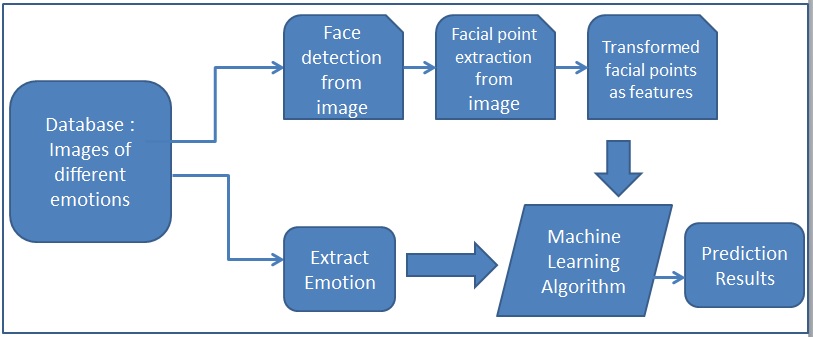 Database :
Images of
different
emotions
Face
detection
from
image
Facial point
extraction
from
image
Transformed
facial points
as features
Extract
Emotion
Machine
Learning
Algorithm
Prediction
Results